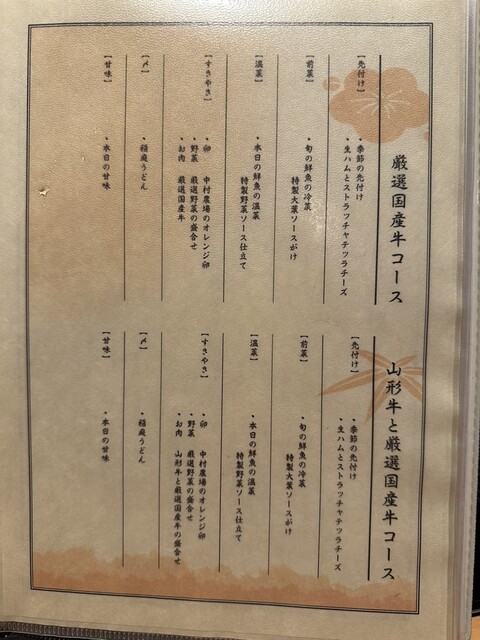 厳選国産牛コース
【先付け】
・季節の先付け
・生ハムとストラッチャテッラチーズ
【前菜】
・旬の鮮魚の冷菜
特製大葉ソースがけ
【温菜】
・本日の鮮魚の温菜
特製野菜ソース仕立て
【すきやき】
・卵 中村農場のオレンジ卵
・野菜 厳選野菜の盛合せ
・お肉 厳選国産牛
【〆】
・稲庭うどん
【甘味】
・本日の甘味
山形牛と厳選国産牛コース
【先付け】
・季節の先付け
・生ハムとストラッチャテッラチーズ
【前菜】
・旬の鮮魚の冷菜
特製大葉ソースがけ
【温菜】
・本日の鮮魚の温菜
特製野菜ソース仕立て
【すきやき】
・卵 中村農場のオレンジ卵
・野菜 厳選野菜の盛合せ
・お肉 山形牛と厳選国産牛の盛合せ
【〆】
・稲庭うどん
【甘味】
・本日の甘味